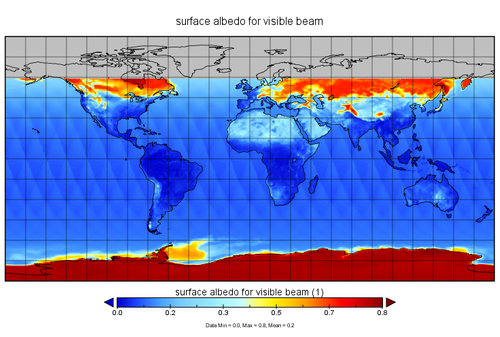 surface albedo for visible beam
surface albedo for visible beam (1)
0.0 0.2 0.3 0.5 0.6 0.8
Data Min = 0.0, Max = 0.8, Mean = 0.2